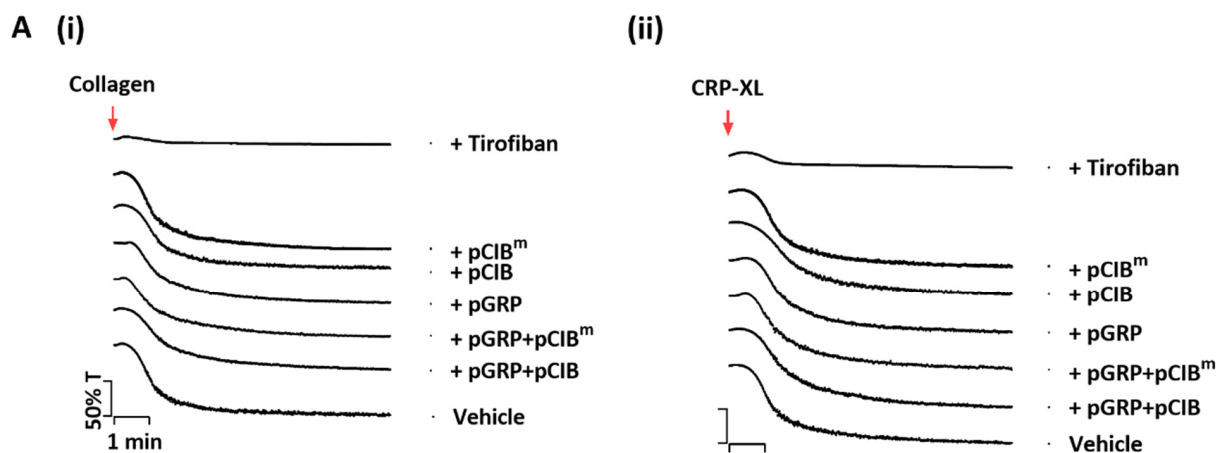 A (i)
Collagen
+ Tirofiban
+ pCIBᵐ
+ pCIB
+ pGRP
+ pGRP+pCIBᵐ
+ pGRP+pCIB
Vehicle
50% T
1 min
(ii)
CRP-XL
+ Tirofiban
+ pCIBᵐ
+ pCIB
+ pGRP
+ pGRP+pCIBᵐ
+ pGRP+pCIB
Vehicle